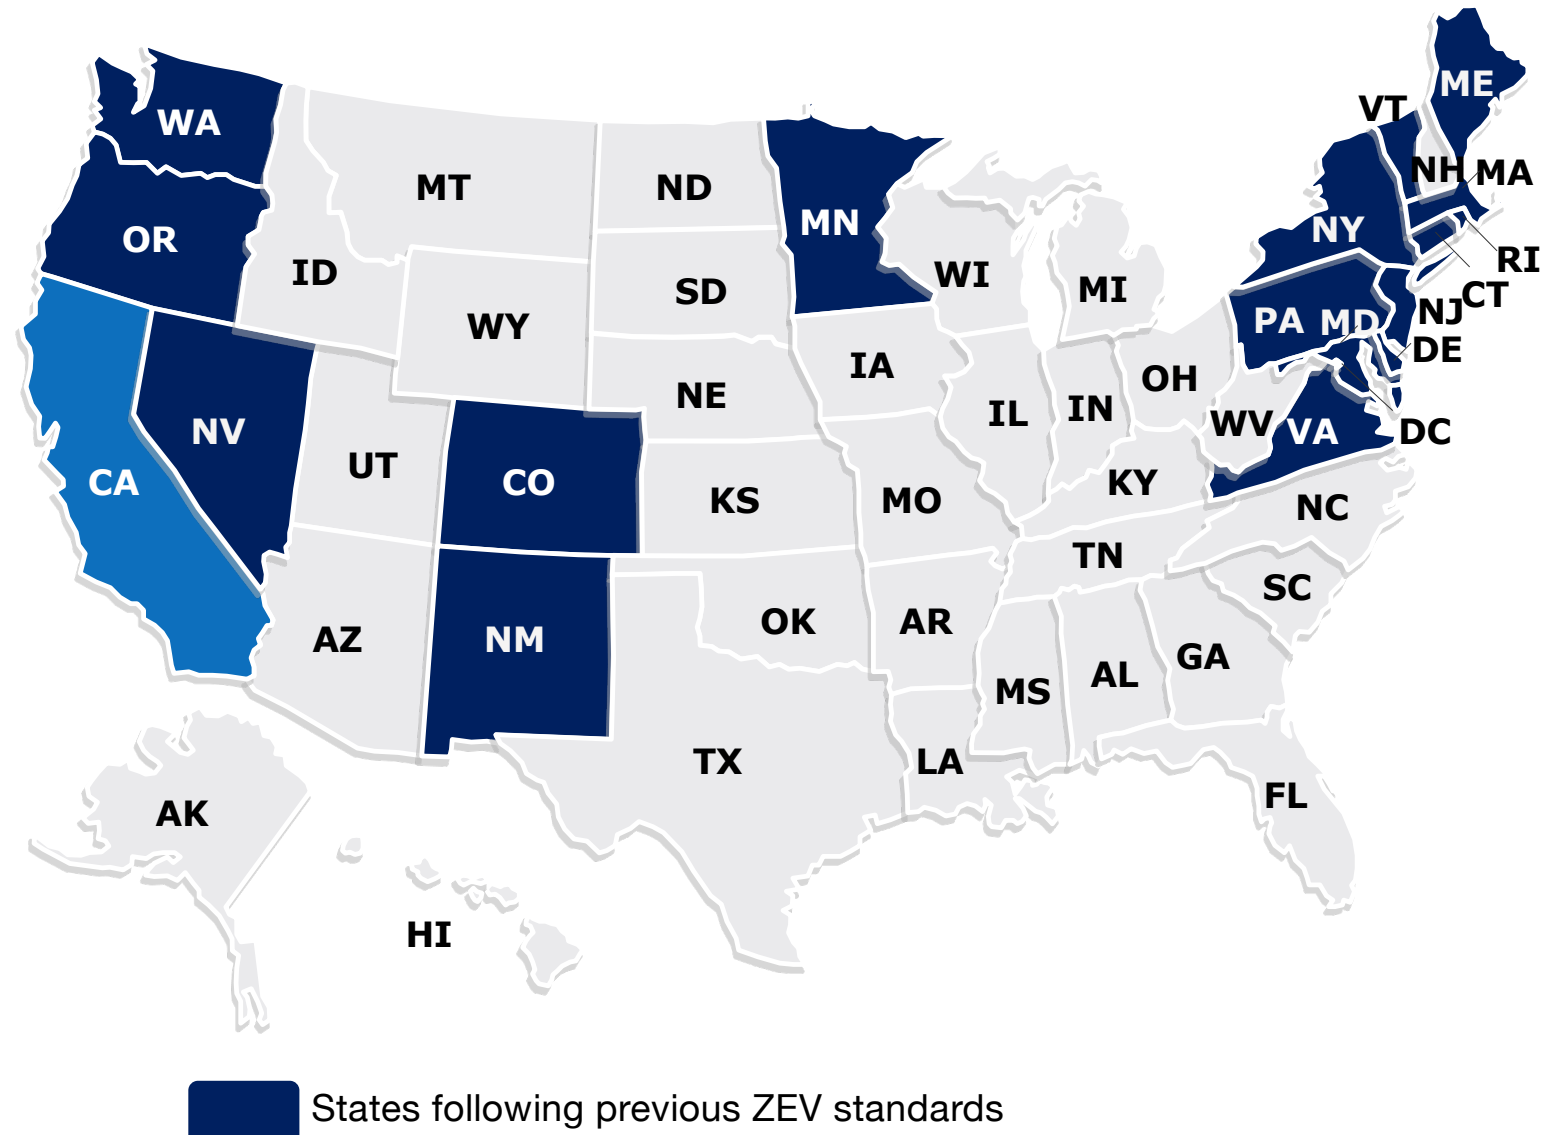 ME
VT
WA
NH MA
MT
ND
MN
NY
OR
RI
ID
WI
SD
MI
CT
NJ
WY
PA MD
DE
IA
OH
NE
IN
IL
WV
NV
VA
DC
UT
CA
CO
KY
KS
MO
NC
TN
SC
OK
AR
AZ
NM
GA
AL
MS
TX
LA
FL
AK
HI
States following previous ZEV standards